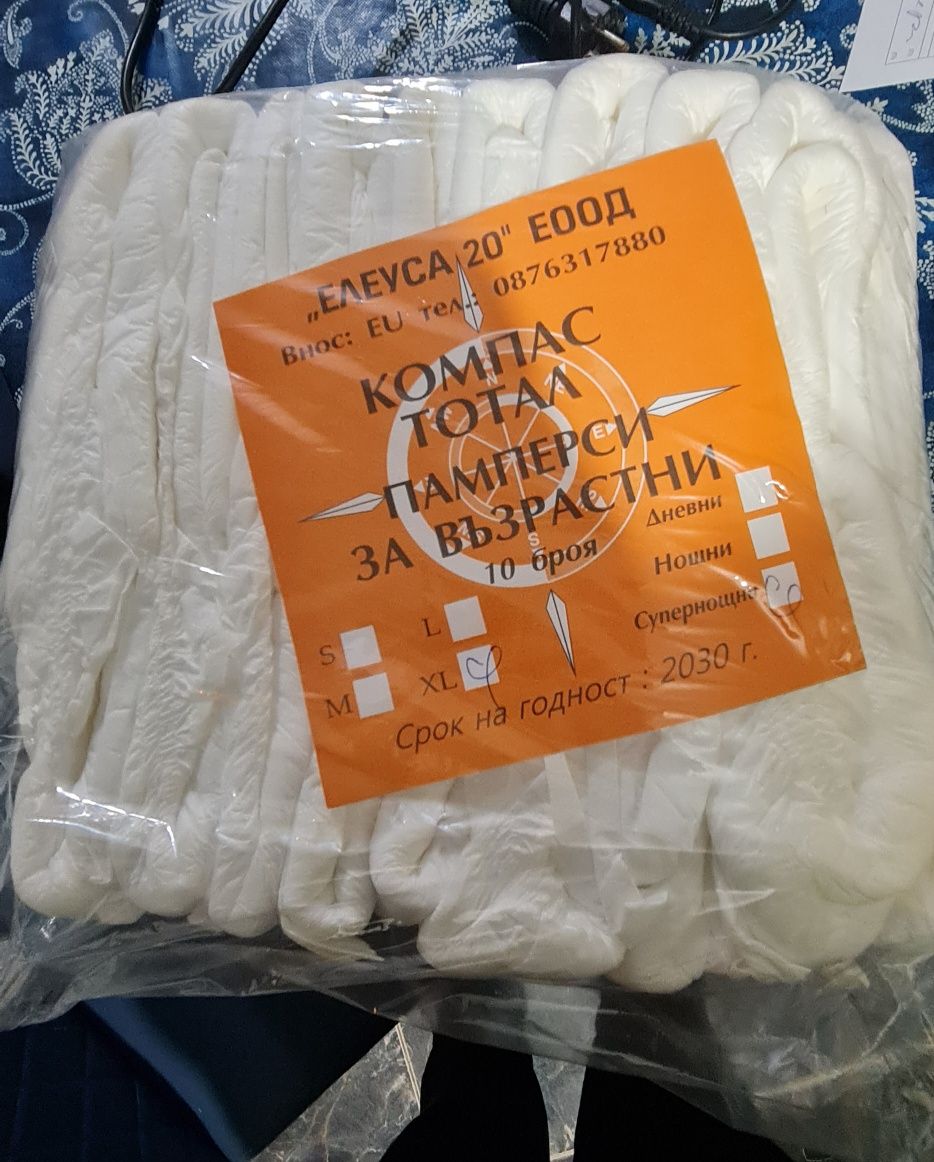 „ЕЛЕУСА 20" ЕООД
Внос: EU тел.: 0876317880
КОМПАС
ТОТАЛ
ПАМПЕРСИ
ЗА ВЪЗРАСТНИ
10 броя
Дневни
Ношни
Супернощни
S
L
M
XL
Срок на годност : 2030 г.
N
E
S